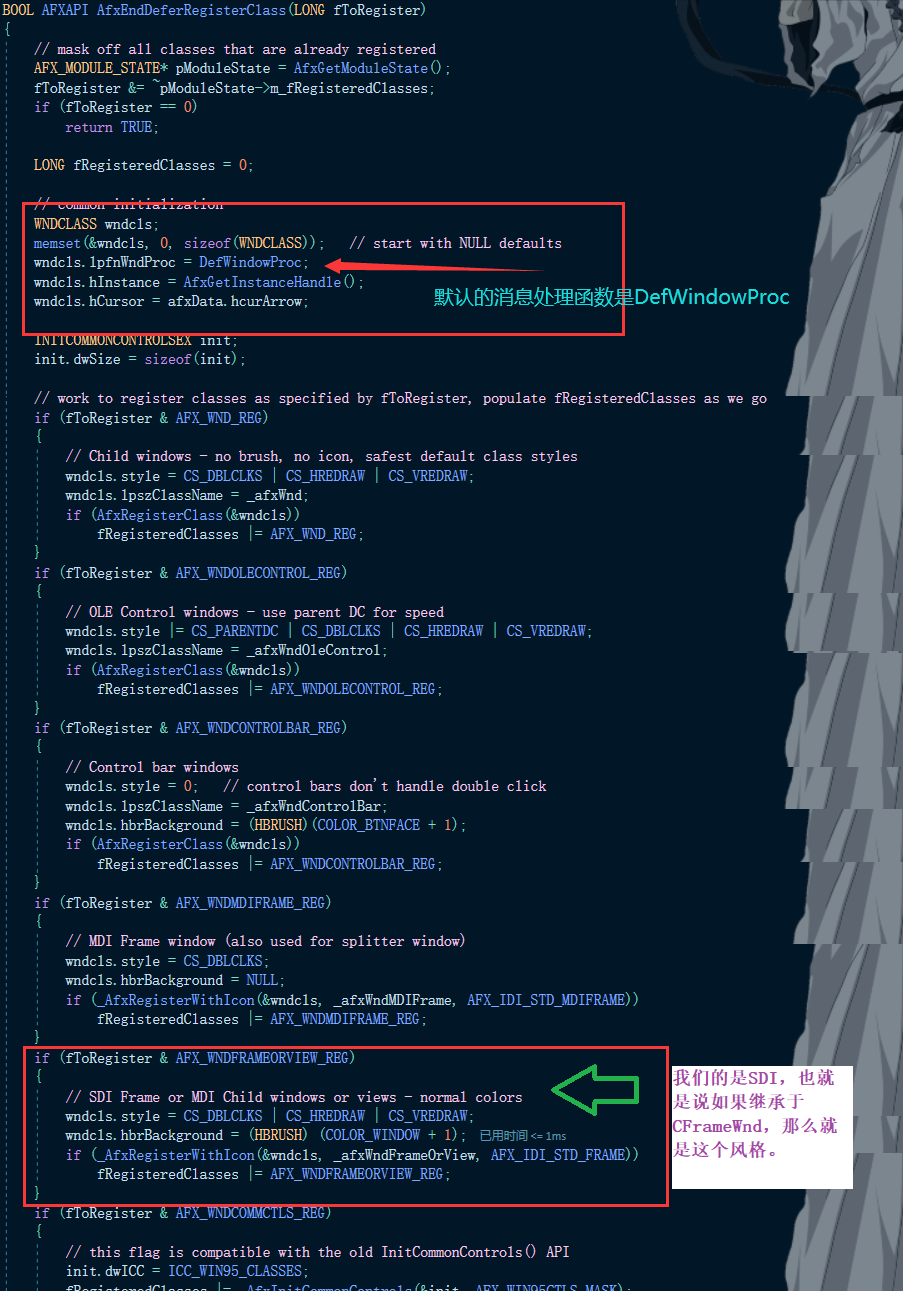 BOOL AFXAPI AfxEndDeferRegisterClass(LONG fToRegister)
{
// mask off all classes that are already registered
AFX_MODULE_STATE* pModuleState = AfxGetModuleState();
fToRegister &= ~pModuleState->m_fRegisteredClasses;
if (fToRegister == 0)
return TRUE;
LONG fRegisteredClasses = 0;
// common initialization
WNDCLASS wndcls;
memset(&wndcls, 0, sizeof(WNDCLASS));   // start with NULL defaults
wndcls.lpfnWndProc = DefWindowProc;
wndcls.hInstance = AfxGetInstanceHandle();
wndcls.hCursor = afxData.hcurArrow;
默认的消息处理函数是DefWindowProc
INITCOMMONCONTROLSEX init;
init.dwSize = sizeof(init);
// work to register classes as specified by fToRegister, populate fRegisteredClasses as we go
if (fToRegister & AFX_WND_REG)
{
// Child windows - no brush, no icon, safest default class styles
wndcls.style = CS_DBLCLKS | CS_HREDRAW | CS_VREDRAW;
wndcls.lpszClassName = _afxWnd;
if (AfxRegisterClass(&wndcls))
fRegisteredClasses |= AFX_WND_REG;
}
if (fToRegister & AFX_WNDOLECONTROL_REG)
{
// OLE Control windows - use parent DC for speed
wndcls.style |= CS_PARENTDC | CS_DBLCLKS | CS_HREDRAW | CS_VREDRAW;
wndcls.lpszClassName = _afxWndOleControl;
if (AfxRegisterClass(&wndcls))
fRegisteredClasses |= AFX_WNDOLECONTROL_REG;
}
if (fToRegister & AFX_WNDCONTROLBAR_REG)
{
// Control bar windows
wndcls.style = 0;   // control bars don't handle double click
wndcls.lpszClassName = _afxWndControlBar;
wndcls.hbrBackground = (HBRUSH)(COLOR_BTNFACE + 1);
if (AfxRegisterClass(&wndcls))
fRegisteredClasses |= AFX_WNDCONTROLBAR_REG;
}
if (fToRegister & AFX_WNDMDIFRAME_REG)
{
// MDI Frame window (also used for splitter window)
wndcls.style = CS_DBLCLKS;
wndcls.hbrBackground = NULL;
if (_AfxRegisterWithIcon(&wndcls, _afxWndMDIFrame, AFX_IDI_STD_MDIFRAME))
fRegisteredClasses |= AFX_WNDMDIFRAME_REG;
}
if (fToRegister & AFX_WNDFRAMEORVIEW_REG)
{
// SDI Frame or MDI Child windows or views - normal colors
wndcls.style = CS_DBLCLKS | CS_HREDRAW | CS_VREDRAW;
wndcls.hbrBackground = (HBRUSH) (COLOR_WINDOW + 1);  已用时间 <= 1ms
if (_AfxRegisterWithIcon(&wndcls, _afxWndFrameOrView, AFX_IDI_STD_FRAME))
fRegisteredClasses |= AFX_WNDFRAMEORVIEW_REG;
}
我们的是SDI，也就
是说如果继承于
CFrameWnd，那么就
是这个风格。
if (fToRegister & AFX_WNDCOMMCTLS_REG)
{
// this flag is compatible with the old InitCommonControls() API
init.dwICC = ICC_WIN95_CLASSES;
fRegisteredClasses |= _AfxInitCommonControls(&init, AFX_WIN95CTLS_MASK);